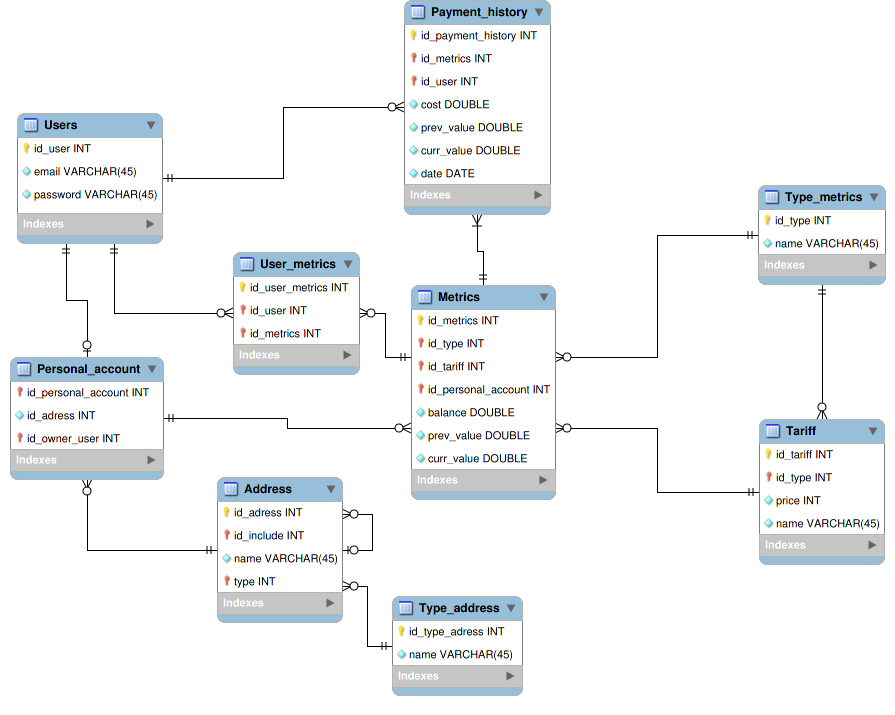 Payment_history
id_payment_history INT
id_metrics INT
id_user INT
cost DOUBLE
prev_value DOUBLE
curr_value DOUBLE
date DATE
Indexes
Users
id_user INT
email VARCHAR(45)
password VARCHAR(45)
Indexes
Type_metrics
id_type INT
name VARCHAR(45)
Indexes
User_metrics
id_user_metrics INT
id_user INT
id_metrics INT
Indexes
Metrics
id_metrics INT
id_type INT
id_tariff INT
id_personal_account INT
balance DOUBLE
prev_value DOUBLE
curr_value DOUBLE
Indexes
Personal_account
id_personal_account INT
id_adress INT
id_owner_user INT
Indexes
Tariff
id_tariff INT
id_type INT
price INT
name VARCHAR(45)
Indexes
Address
id_adress INT
id_include INT
name VARCHAR(45)
type INT
Indexes
Type_address
id_type_adress INT
name VARCHAR(45)
Indexes